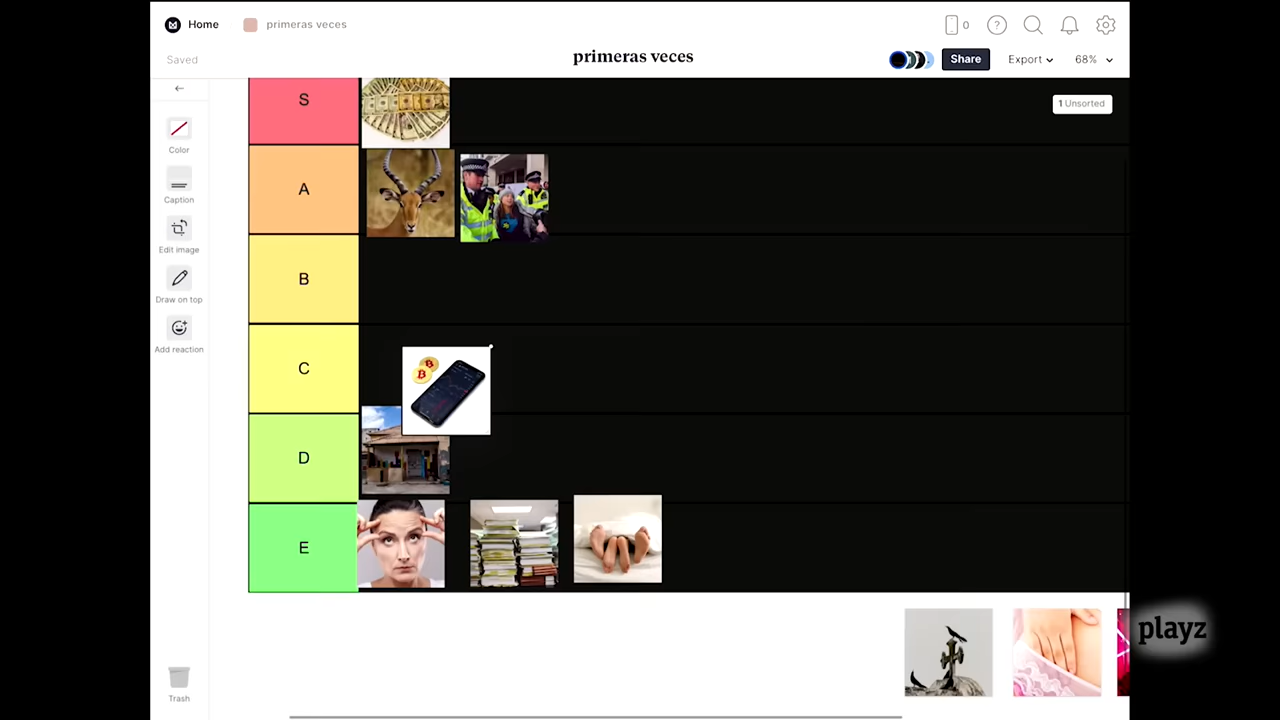 Home
primeras veces
0
?
Saved
primeras veces
Share
Export
68%
S
1 Unsorted
Color
A
Caption
Edit image
B
Draw on top
Add reaction
C
D
E
playz
Trash